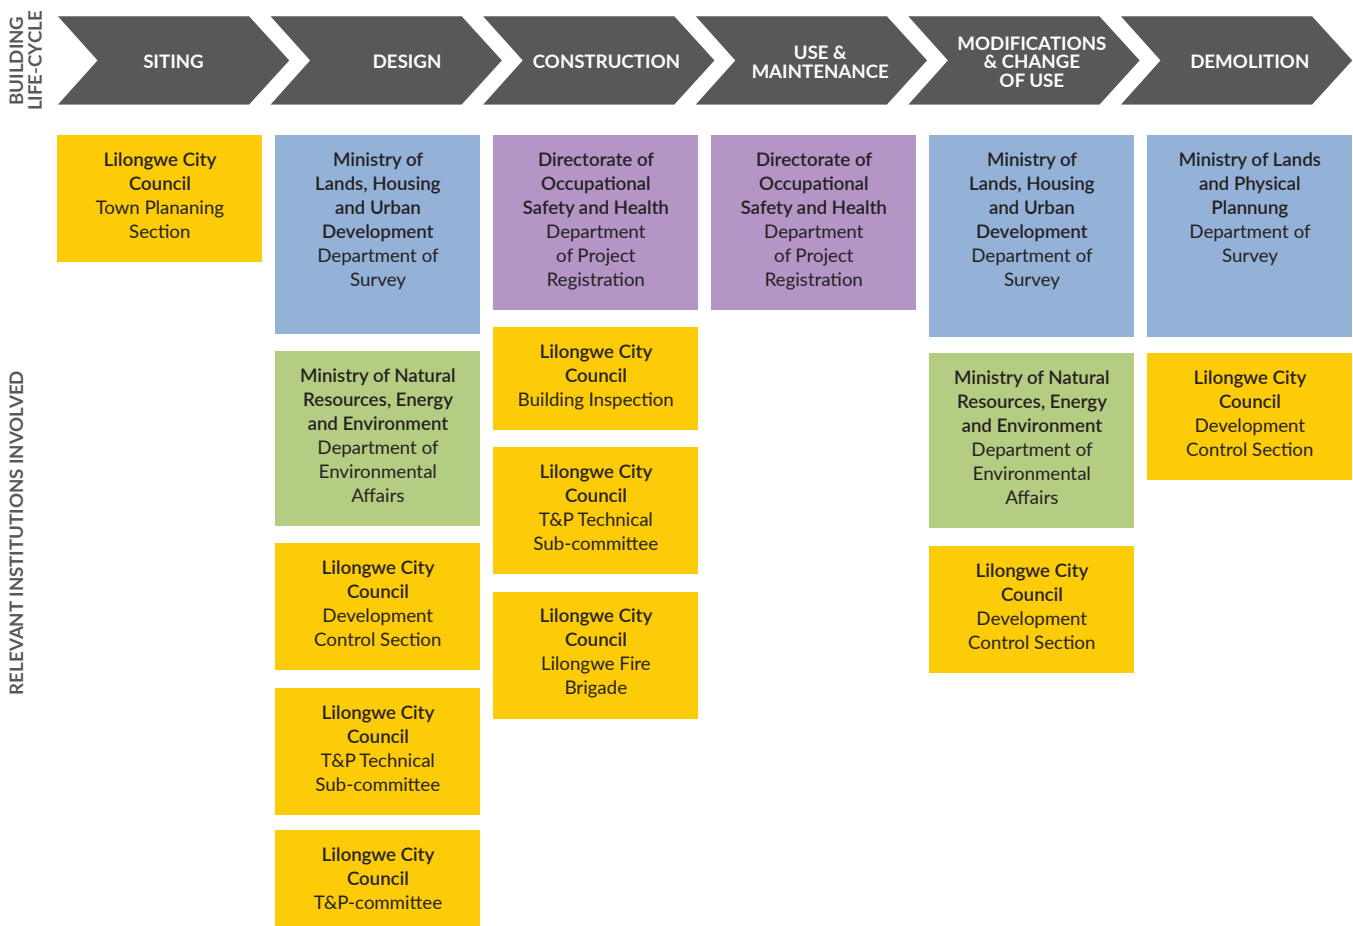 BUILDING
LIFE-CYCLE
SITING
DESIGN
CONSTRUCTION
USE &
MAINTENANCE
MODIFICATIONS
& CHANGE
OF USE
DEMOLITION
RELEVANT INSTITUTIONS INVOLVED
Lilongwe City
Council
Town Plananing
Section
Ministry of
Lands, Housing
and Urban
Development
Department of
Survey
Ministry of Natural
Resources, Energy
and Environment
Department of
Environmental
Affairs
Lilongwe City
Council
Development
Control Section
Lilongwe City
Council
T&P Technical
Sub-committee
Lilongwe City
Council
T&P-committee
Directorate of
Occupational
Safety and Health
Department
of Project
Registration
Lilongwe City
Council
Building Inspection
Lilongwe City
Council
T&P Technical
Sub-committee
Lilongwe City
Council
Lilongwe Fire
Brigade
Directorate of
Occupational
Safety and Health
Department
of Project
Registration
Ministry of
Lands, Housing
and Urban
Development
Department of
Survey
Ministry of Natural
Resources, Energy
and Environment
Department of
Environmental
Affairs
Lilongwe City
Council
Development
Control Section
Ministry of Lands
and Physical
Plannung
Department of
Survey
Lilongwe City
Council
Development
Control Section